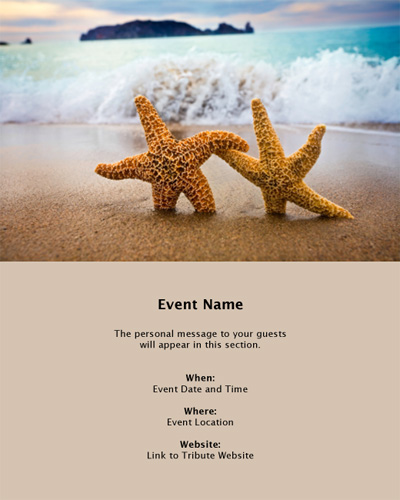 Event Name
The personal message to your guests
will appear in this section.
When:
Event Date and Time
Where:
Event Location
Website:
Link to Tribute Website